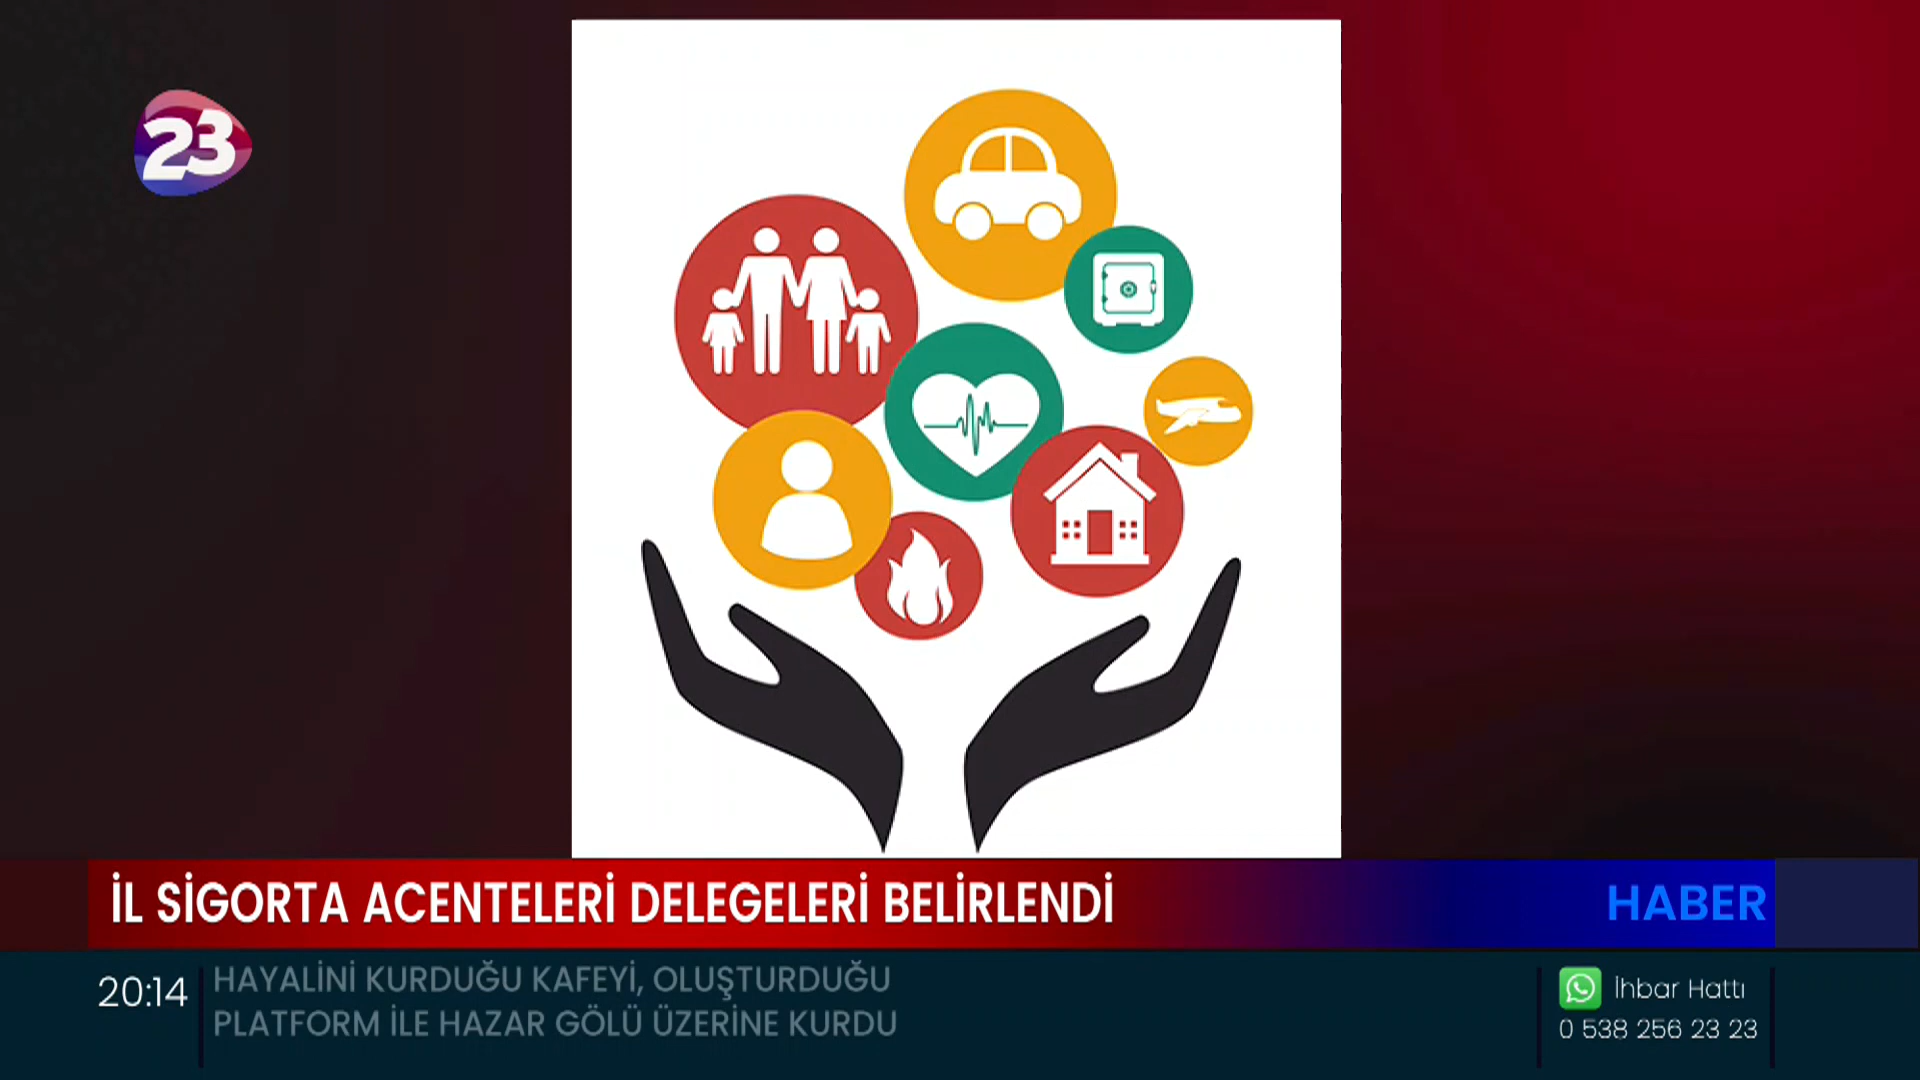 23
İL SİGORTA ACENTELERİ DELEGELERİ BELİRLENDİ
HABER
20:14
HAYALİNİ KURDUĞU KAFEYİ, OLUŞTURDUĞU
PLATFORM İLE HAZAR GÖLÜ ÜZERİNE KURDU
İhbar Hattı
0 538 256 23 23